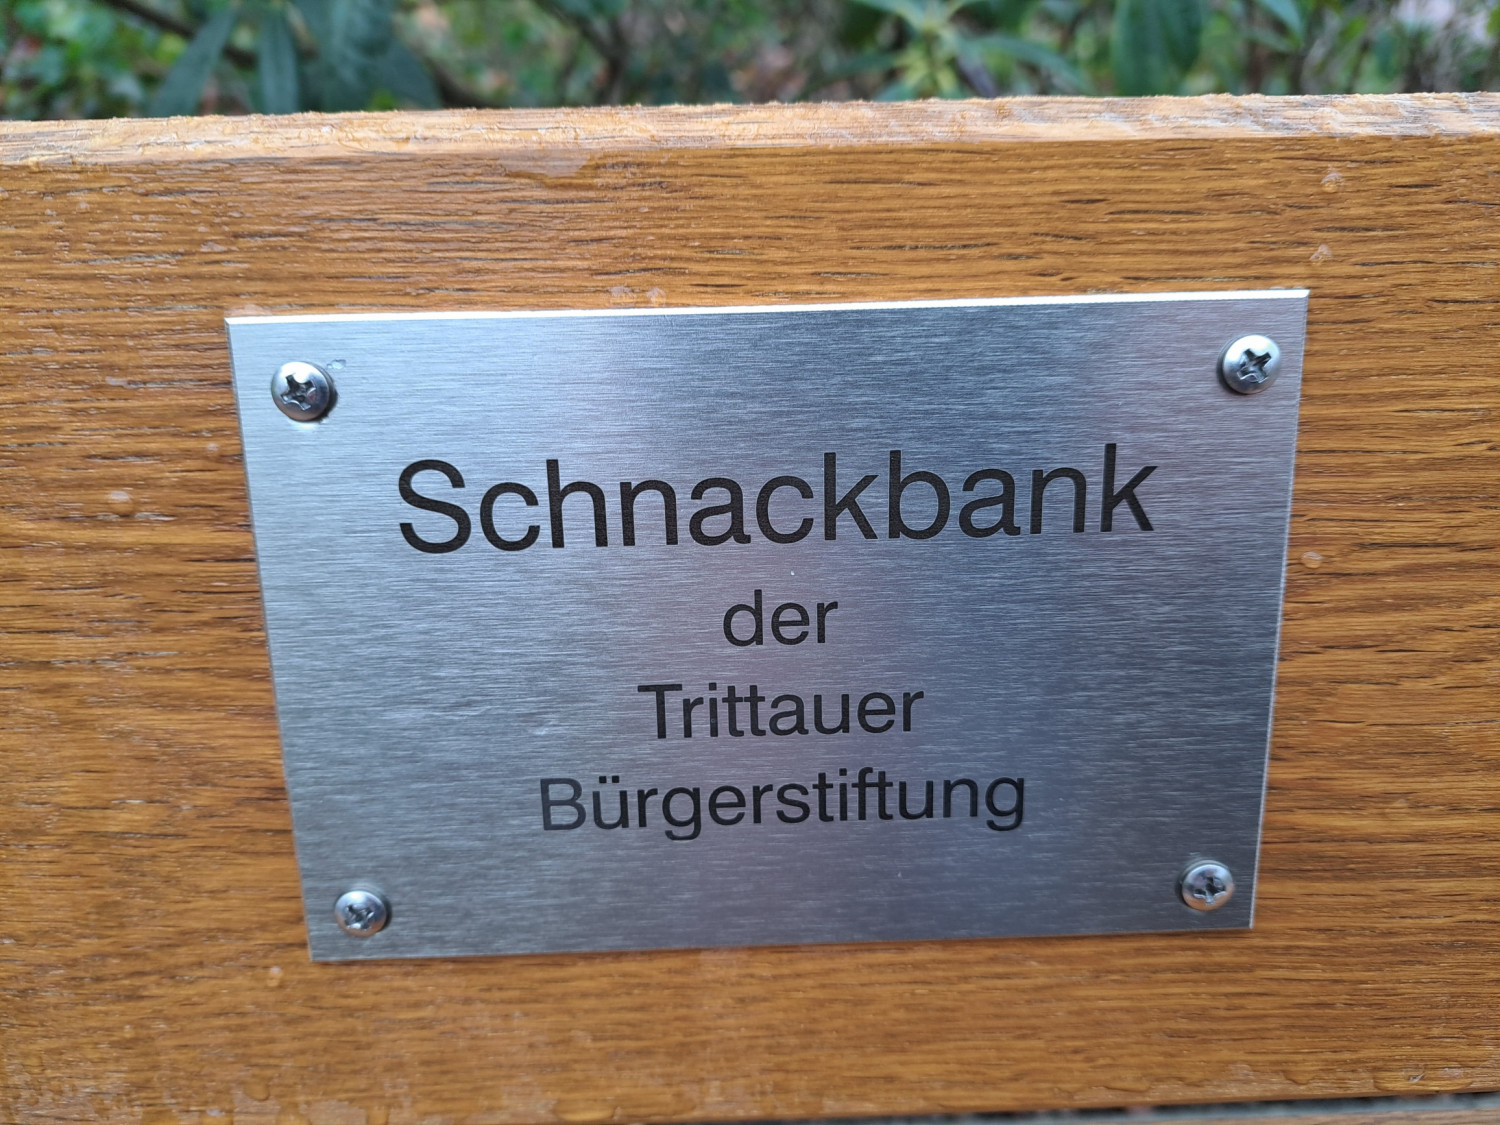 Schnackbank
der
Trittauer
Bürgerstiftung